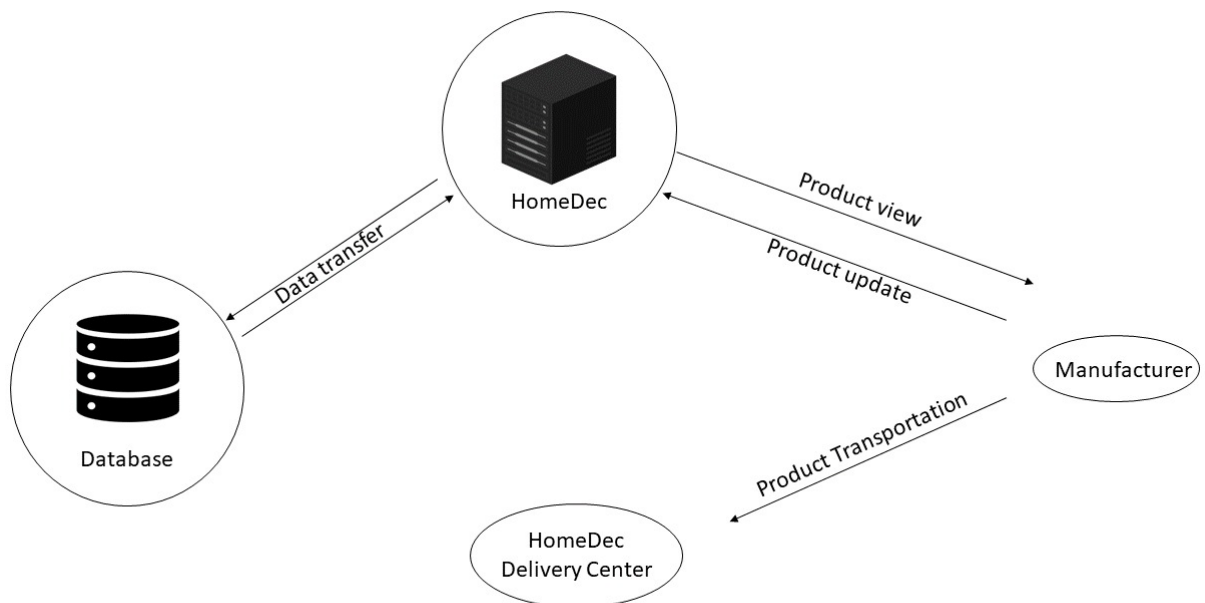 HomeDec
Product view
Product update
Data transfer
Manufacturer
Database
Product Transportation
HomeDec
Delivery Center